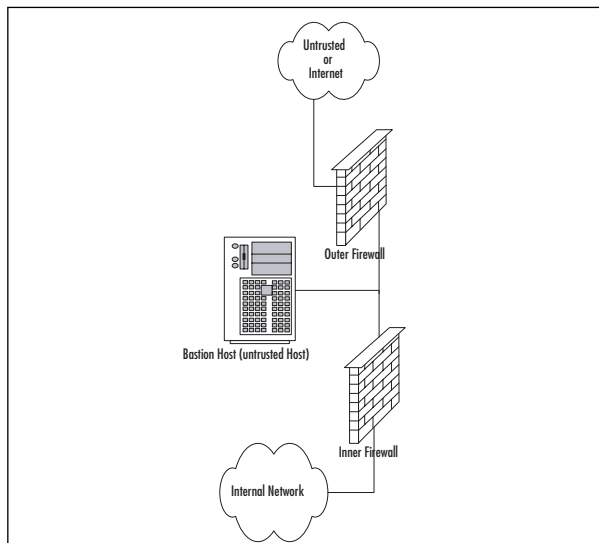 Untrusted
or
Internet
Outer Firewall
Bastion Host (untrusted Host)
Inner Firewall
Internal Network